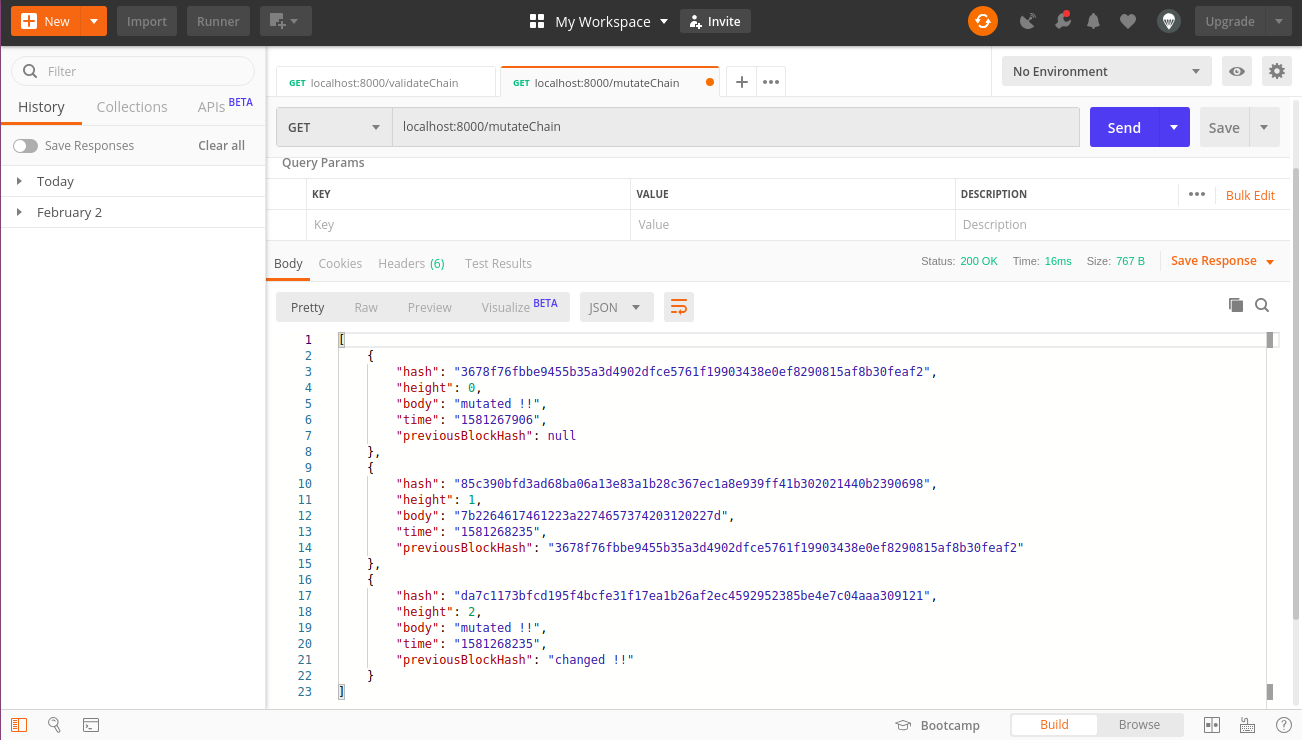 New Import Runner My Workspace Invite Upgrade
Filter
History Collections APIs BETA
Save Responses Clear all
Today
February 2
GET localhost:8000/validateChain GET localhost:8000/mutateChain No Environment
GET localhost:8000/mutateChain Send Save
Query Params
KEY VALUE DESCRIPTION Bulk Edit
Key Value Description
Body Cookies Headers (6) Test Results Status: 200 OK Time: 16ms Size: 767 B Save Response
Pretty Raw Preview Visualize BETA JSON
1 [
2 {
3 "hash": "3678f76fbbe9455b35a3d4902dfce5761f19903438e0ef8290815af8b30feaf2",
4 "height": 0,
5 "body": "mutated !!",
6 "time": "1581267906",
7 "previousBlockHash": null
8 },
9 {
10 "hash": "85c390bfd3ad68ba06a13e83a1b28c367ec1a8e939ff41b302021440b2390698",
11 "height": 1,
12 "body": "7b2264617461223a2274657374203120227d",
13 "time": "1581268235",
14 "previousBlockHash": "3678f76fbbe9455b35a3d4902dfce5761f19903438e0ef8290815af8b30feaf2"
15 },
16 {
17 "hash": "da7c1173bfcd195f4bcfe31f17ea1b26af2ec4592952385be4e7c04aaa309121",
18 "height": 2,
19 "body": "mutated !!",
20 "time": "1581268235",
21 "previousBlockHash": "changed !!"
22 }
23 ]
Bootcamp Build Browse